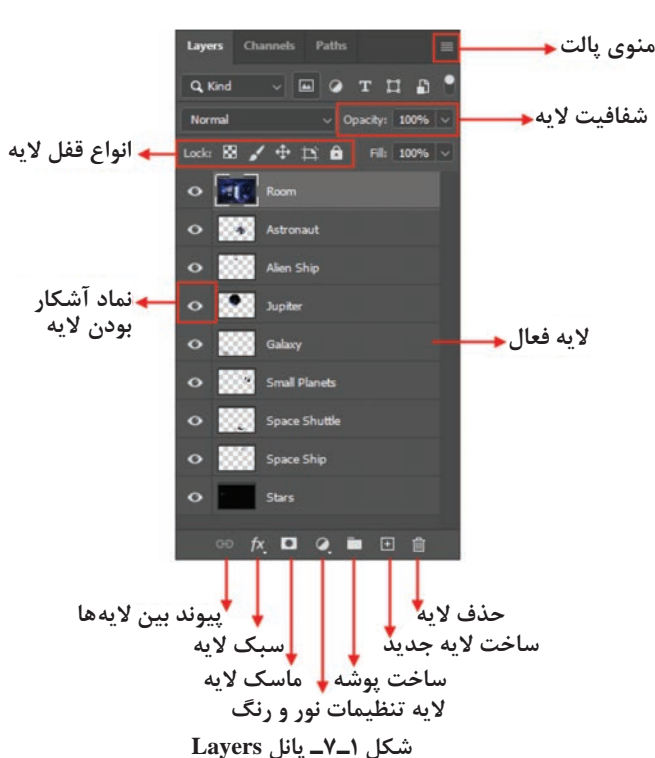 Layers Channels Paths
منوی پالت
Kind
Normal Opacity: 100%
شفافیت لایه
Lock: Fill: 100%
انواع قفل لایه
Room
Astronaut
Alien Ship
Jupiter
نماد آشکار
بودن لایه
Galaxy
لایه فعال
Small Planets
Space Shuttle
Space Ship
Stars
fx
حذف لایه
پیوند بین لایه‌ها
ساخت لایه جدید
سبک لایه
ساخت پوشه
ماسک لایه
لایه تنظیمات نور و رنگ
شکل ۱ــ۷ــ پانل Layers